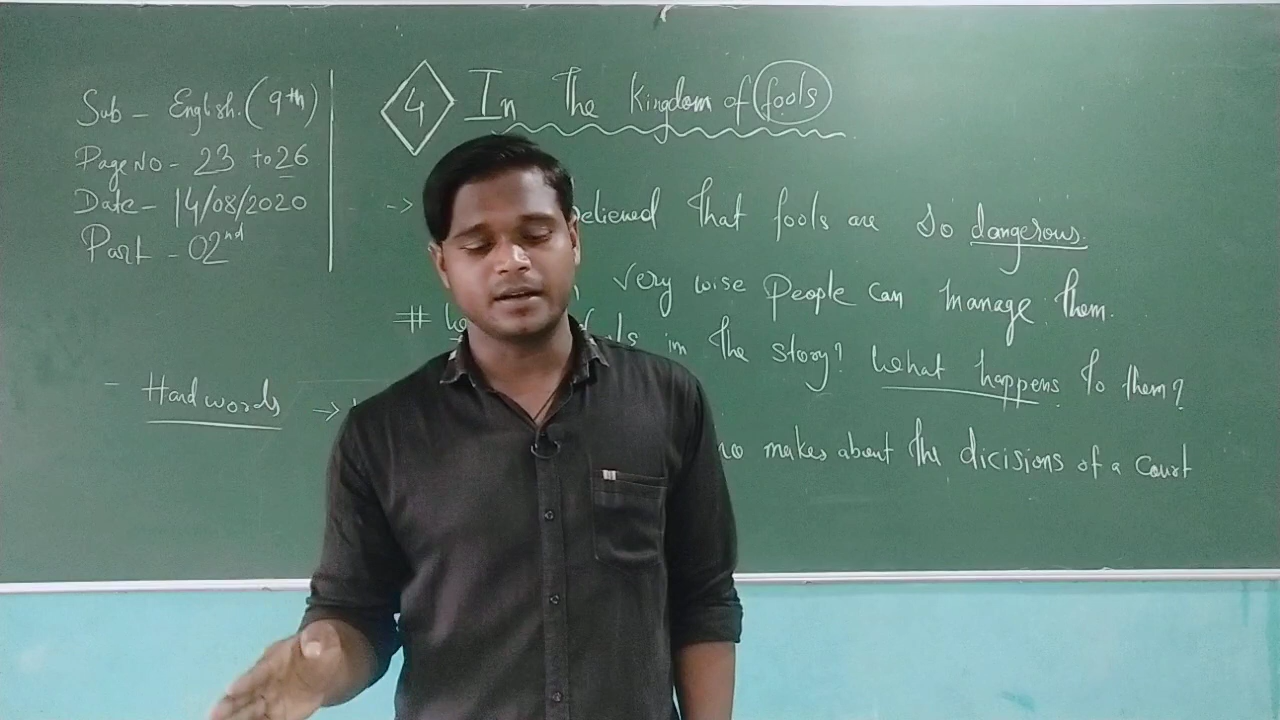 Sub - English. (9th)
Page No - 23 to 26
Date - 14/08/2020
Part - 02nd
4 In The Kingdom of fools
-> believed That fools are so dangerous.
very wise People Can manage Them.
# in The story? What happens To them?
- Hard words ->
makes about The dicisions of a Court